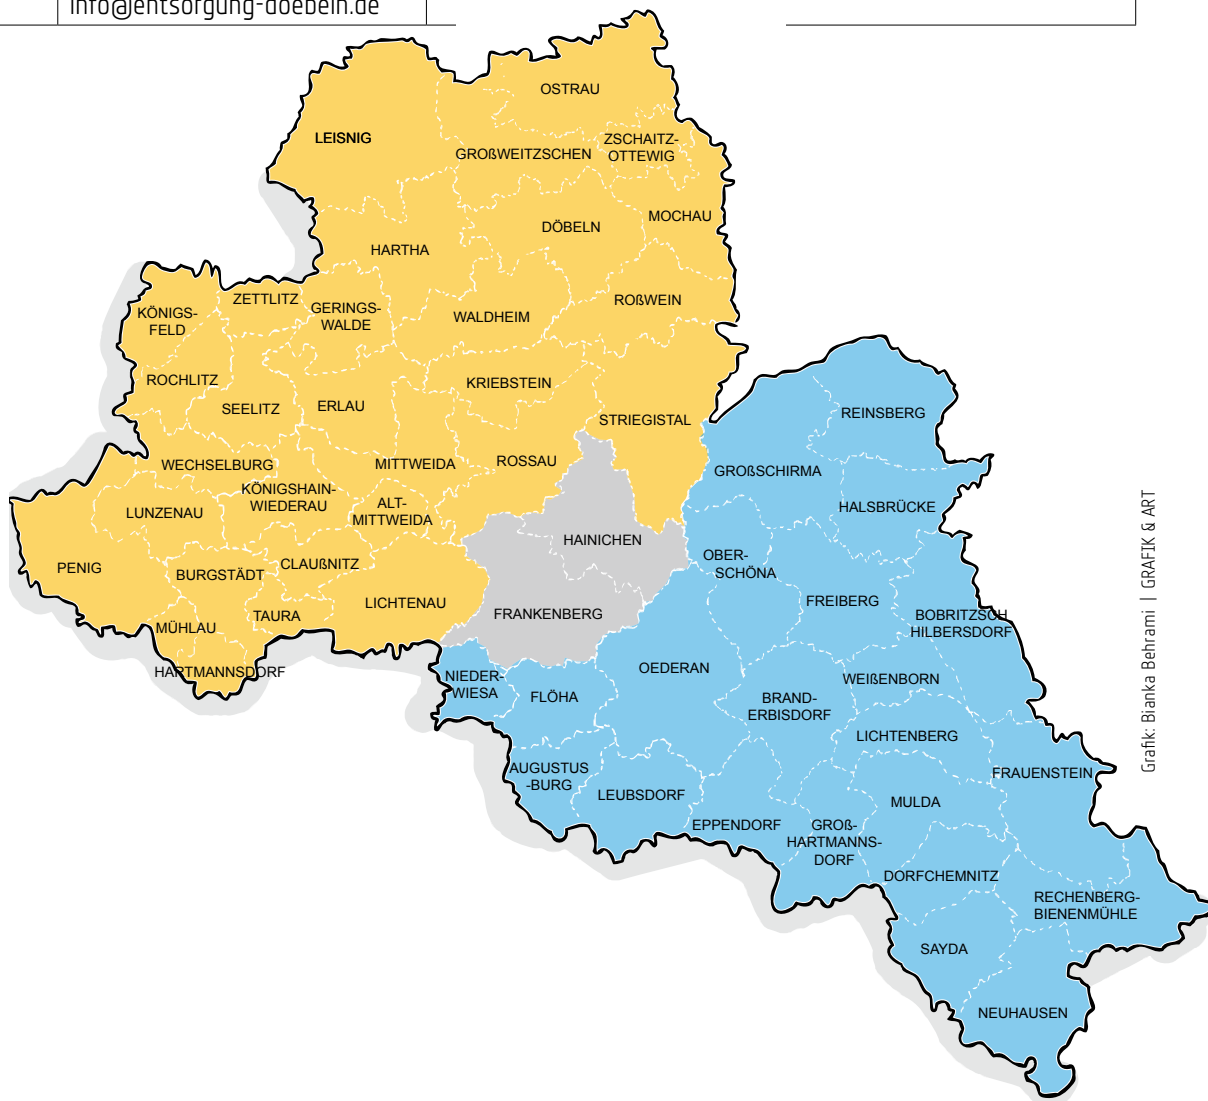 info@entsorgung-doebeln.de
OSTRAU
LEISNIG
ZSCHAITZ-
OTTEWIG
GROßWEITZSCHEN
MOCHAU
DÖBELN
HARTHA
ZETTLITZ
GERINGS-
WALDE
KÖNIGS-
FELD
ROßWEIN
WALDHEIM
ROCHLITZ
KRIEBSTEIN
SEELITZ
ERLAU
STRIEGISTAL
REINSBERG
WECHSELBURG
MITTWEIDA
ROSSAU
GROßSCHIRMA
KÖNIGSHAIN-
WIEDERAU
LUNZENAU
ALT-
MITTWEIDA
HALSBRÜCKE
HAINICHEN
PENIG
BURGSTÄDT
CLAUßNITZ
OBER-
SCHÖNA
LICHTENAU
FREIBERG
TAURA
FRANKENBERG
BOBRITZSCH
HILBERSDORF
MÜHLAU
HARTMANNSDORF
NIEDER-
WIESA
FLÖHA
OEDERAN
WEIßENBORN
BRAND-
ERBISDORF
LICHTENBERG
AUGUSTUS
-BURG
LEUBSDORF
FRAUENSTEIN
MULDA
EPPENDORF
GROß-
HARTMANNS-
DORF
DORFCHEMNITZ
RECHENBERG-
BIENENMÜHLE
SAYDA
NEUHAUSEN
Grafik: Bianka Behrami | GRAFIK & ART